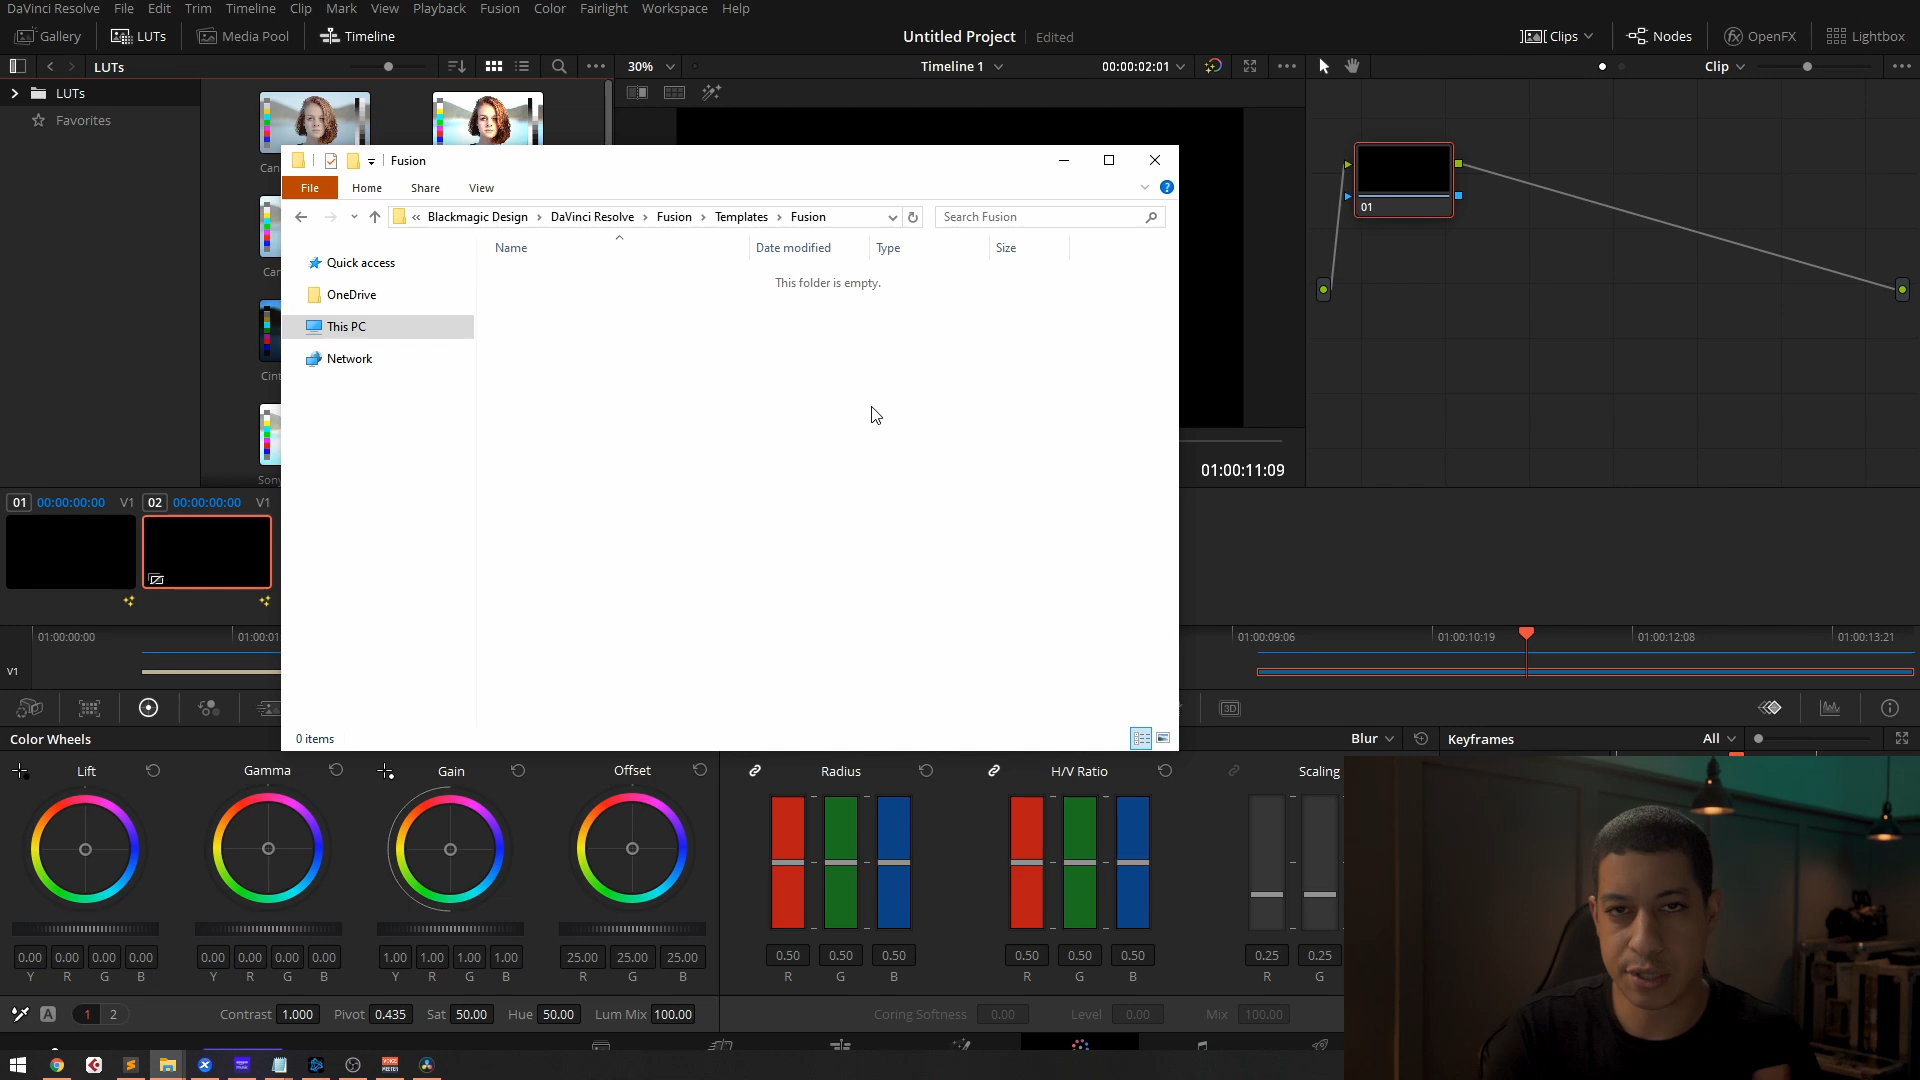 DaVinci Resolve File Edit Trim Timeline Clip Mark View Playback Fusion Color Fairlight Workspace Help
Gallery LUTs Media Pool Timeline Untitled Project Edited Clips Nodes OpenFX Lightbox
LUTs 30% Timeline 1 00:00:02:01 Clip
LUTs
Favorites
Can
Can
Cint
Sony
Fusion
File Home Share View
« Blackmagic Design > DaVinci Resolve > Fusion > Templates > Fusion Search Fusion
Name Date modified Type Size
This folder is empty.
Quick access
OneDrive
This PC
Network
0 items
01
01:00:11:09
01 00:00:00:00 V1 02 00:00:00:00 V1
01:00:00:00 01:00:01 01:00:09:06 01:00:10:19 01:00:12:08 01:00:13:21
V1
3D
Color Wheels Blur Keyframes All
Lift Gamma Gain Offset Radius H/V Ratio Scaling
0.00 0.00 0.00 0.00 0.00 0.00 0.00 0.00 1.00 1.00 1.00 1.00 25.00 25.00 25.00 0.50 0.50 0.50 0.50 0.50 0.50 0.25 0.25
Y R G B Y R G B Y R G B R G B R G B R G B R G
A 1 2 Contrast 1.000 Pivot 0.435 Sat 50.00 Hue 50.00 Lum Mix 100.00 Coring Softness 0.00 Level 0.00 Mix 100.00